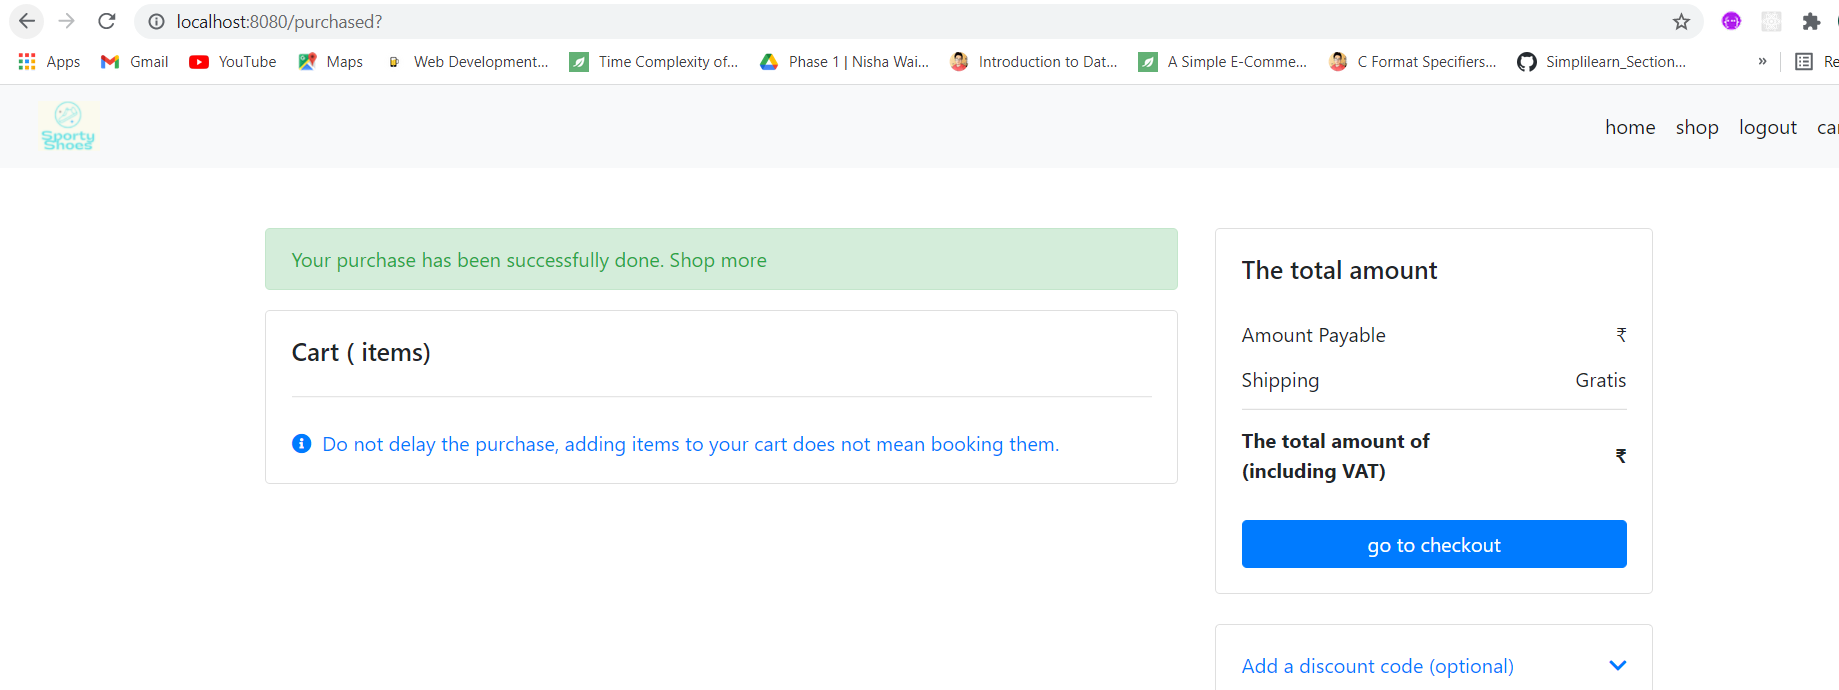 localhost:8080/purchased?
Apps Gmail YouTube Maps Web Development... Time Complexity of... Phase 1 | Nisha Wai... Introduction to Dat... A Simple E-Comme... C Format Specifiers... Simplilearn_Section... » Re
Sporty
Shoes
home shop logout ca
Your purchase has been successfully done. Shop more
Cart ( items)
Do not delay the purchase, adding items to your cart does not mean booking them.
The total amount
Amount Payable ₹
Shipping Gratis
The total amount of
(including VAT) ₹
go to checkout
Add a discount code (optional)